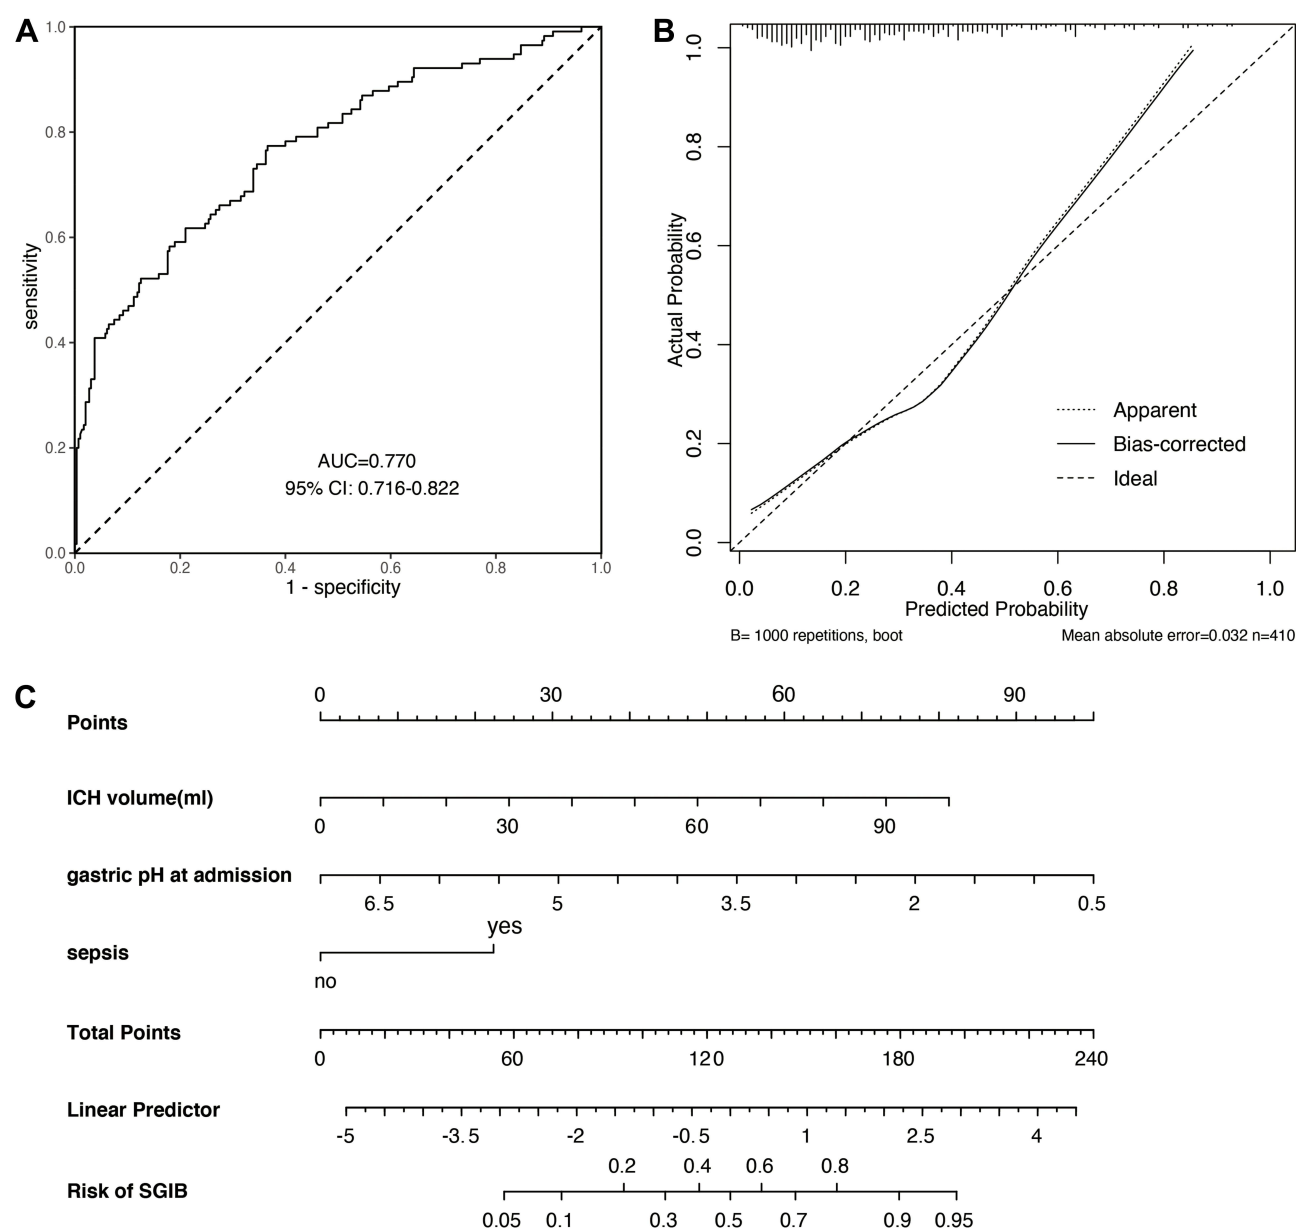 A
1.0
0.8
0.6
0.4
0.2
0.0
sensitivity
AUC=0.770
95% CI: 0.716-0.822
0.0 0.2 0.4 0.6 0.8 1.0
1 - specificity
B
1.0
0.8
0.6
0.4
0.2
0.0
Actual Probability
Apparent
Bias-corrected
Ideal
0.0 0.2 0.4 0.6 0.8 1.0
Predicted Probability
B= 1000 repetitions, boot Mean absolute error=0.032 n=410
C
0 30 60 90
Points
ICH volume(ml)
0 30 60 90
gastric pH at admission
6.5 5 3.5 2 0.5
yes
sepsis
no
Total Points
0 60 120 180 240
Linear Predictor
-5 -3.5 -2 -0.5 1 2.5 4
0.2 0.4 0.6 0.8
Risk of SGIB
0.05 0.1 0.3 0.5 0.7 0.9 0.95